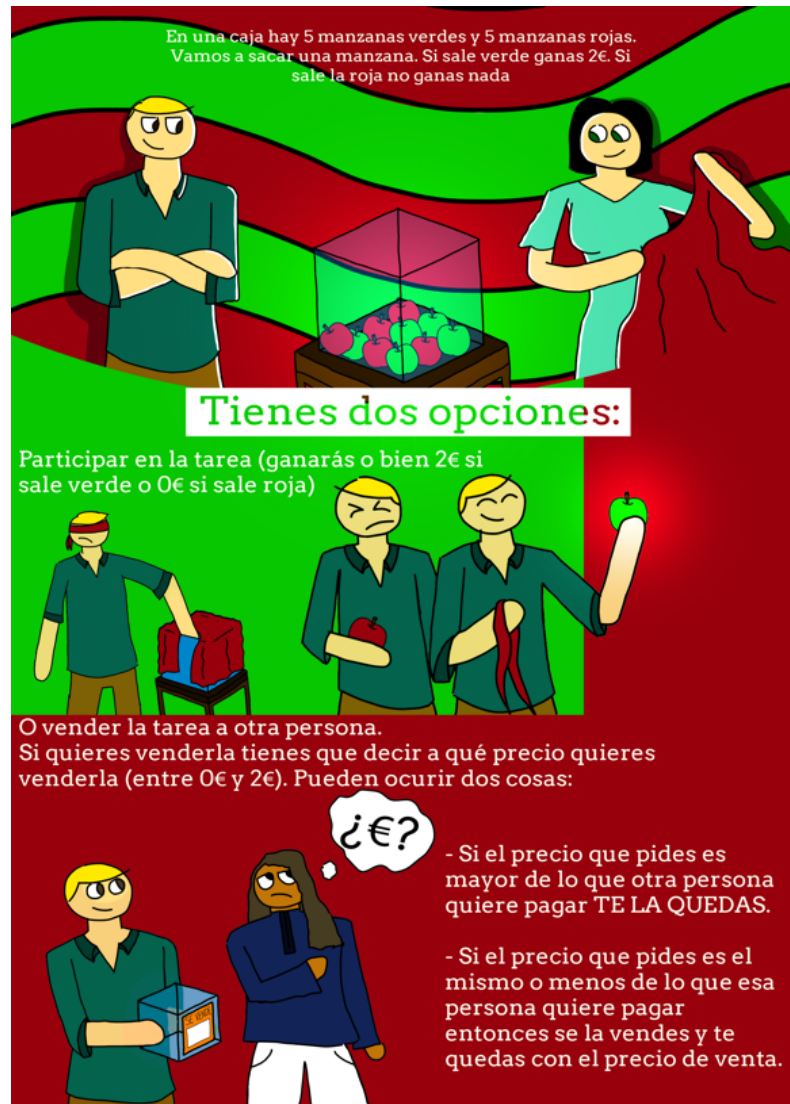 En una caja hay 5 manzanas verdes y 5 manzanas rojas.
Vamos a sacar una manzana. Si sale verde ganas 2€. Si
sale la roja no ganas nada
Tienes dos opciones:
Participar en la tarea (ganarás o bien 2€ si
sale verde o 0€ si sale roja)
O vender la tarea a otra persona.
Si quieres venderla tienes que decir a qué precio quieres
venderla (entre 0€ y 2€). Pueden ocurir dos cosas:
¿€?
- Si el precio que pides es
mayor de lo que otra persona
quiere pagar TE LA QUEDAS.
SE VENDE
- Si el precio que pides es el
mismo o menos de lo que esa
persona quiere pagar
entonces se la vendes y te
quedas con el precio de venta.